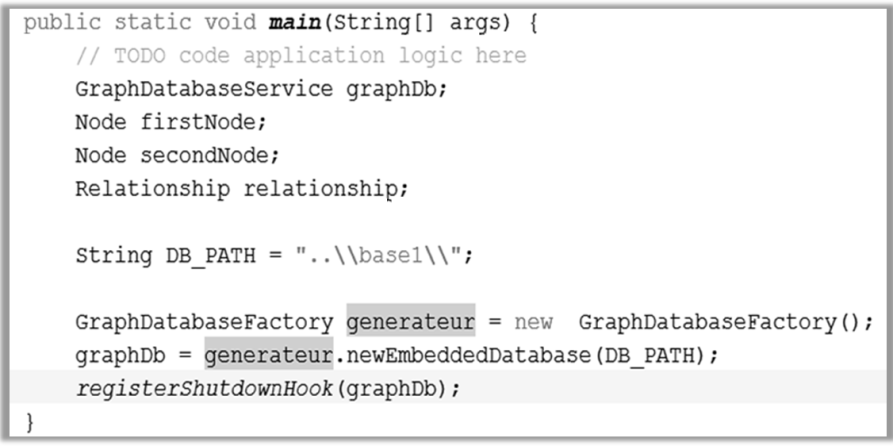 public static void main(String[] args) {
// TODO code application logic here
GraphDatabaseService graphDb;
Node firstNode;
Node secondNode;
Relationship relationship;
String DB_PATH = "..\\base1\\";
GraphDatabaseFactory generateur = new  GraphDatabaseFactory();
graphDb = generateur.newEmbeddedDatabase(DB_PATH);
registerShutdownHook(graphDb);
}